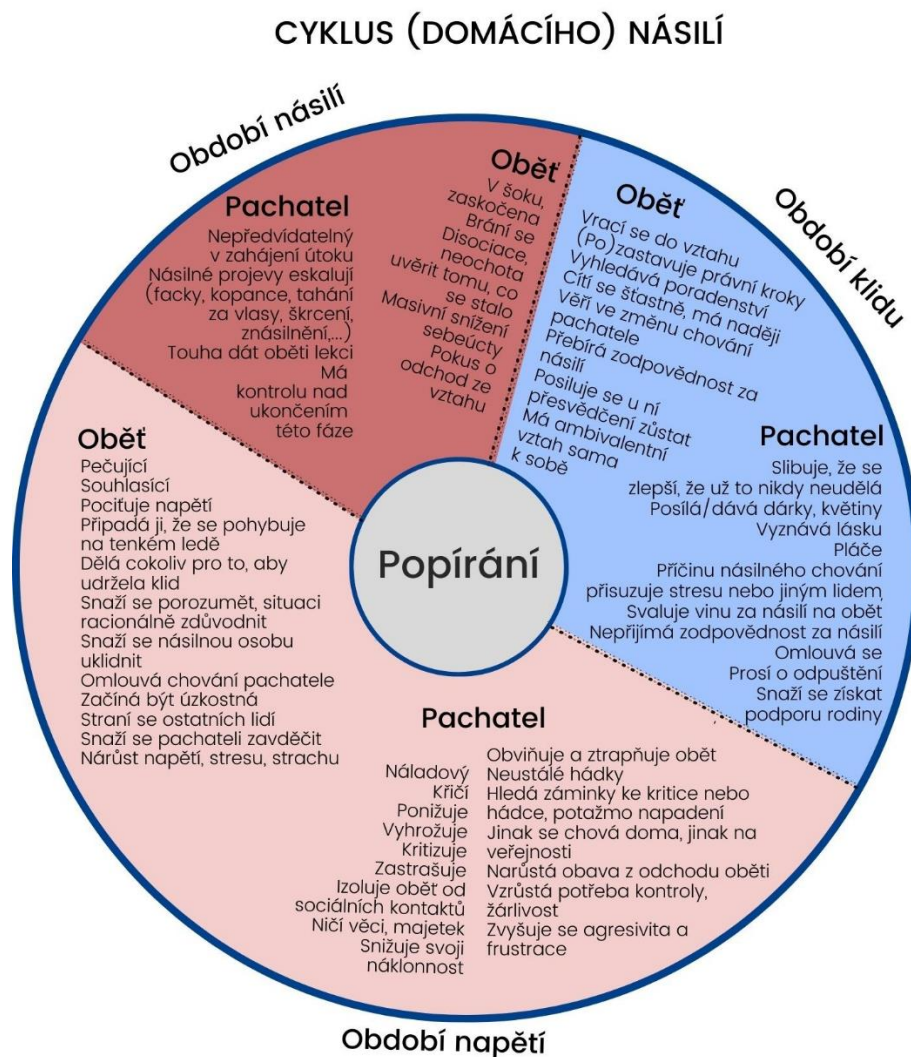 CYKLUS (DOMÁCÍHO) NÁSILÍ
Období násilí
Pachatel
Nepředvídatelný
v zahájení útoku
Násilné projevy eskalují
(facky, kopance, tahání
za vlasy, škrcení,
znásilnění,...)
Touha dát oběti lekci
Má
kontrolu nad
ukončením
této fáze
Oběť
V šoku,
zaskočena
Brání se
Disociace,
neochota
uvěrit tomu, co
se stalo
Masivní snížení
sebeúcty
Pokus o
odchod ze
vztahu
Období klidu
Oběť
Vrací se do vztahu
(Po)zastavuje právní kroky
Vyhledává poradenství
Cítí se šťastně, má naději
Věří ve změnu chování
pachatele
Přebírá zodpovědnost za
násilí
Posiluje se u ní
přesvědčení zůstat
Má ambivalentní
vztah sama
k sobě
Pachatel
Slibuje, že se
zlepší, že už to nikdy neudělá
Posílá/dává dárky, květiny
Vyznává lásku
Pláče
Příčinu násilného chování
přisuzuje stresu nebo jiným lidem
Svaluje vinu za násilí na obět
Nepřijímá zodpovědnost za násilí
Omlouvá se
Prosí o odpuštění
Snaží se získat
podporu rodiny
Popírání
Oběť
Pečující
Souhlasící
Pociťuje napětí
Připadá ji, že se pohybuje
na tenkém ledě
Dělá cokoliv pro to, aby
udržela klid
Snaží se porozumět, situaci
racionálně zdůvodnit
Snaží se násilnou osobu
uklidnit
Omlouvá chování pachatele
Začíná být úzkostná
Straní se ostatních lidí
Snaží se pachateli zavděčit
Nárůst napětí, stresu, strachu
Pachatel
Náladový
Křičí
Ponižuje
Vyhrožuje
Kritizuje
Zastrašuje
Izoluje oběť od
sociálních kontaktů
Ničí věci, majetek
Snižuje svoji
náklonnost
Obviňuje a ztrapňuje obět
Neustálé hádky
Hledá záminky ke kritice nebo
hádce, potažmo napadení
Jinak se chová doma, jinak na
veřejnosti
Narůstá obava z odchodu oběti
Vzrůstá potřeba kontroly,
žárlivost
Zvyšuje se agresivita a
frustrace
Období napětí